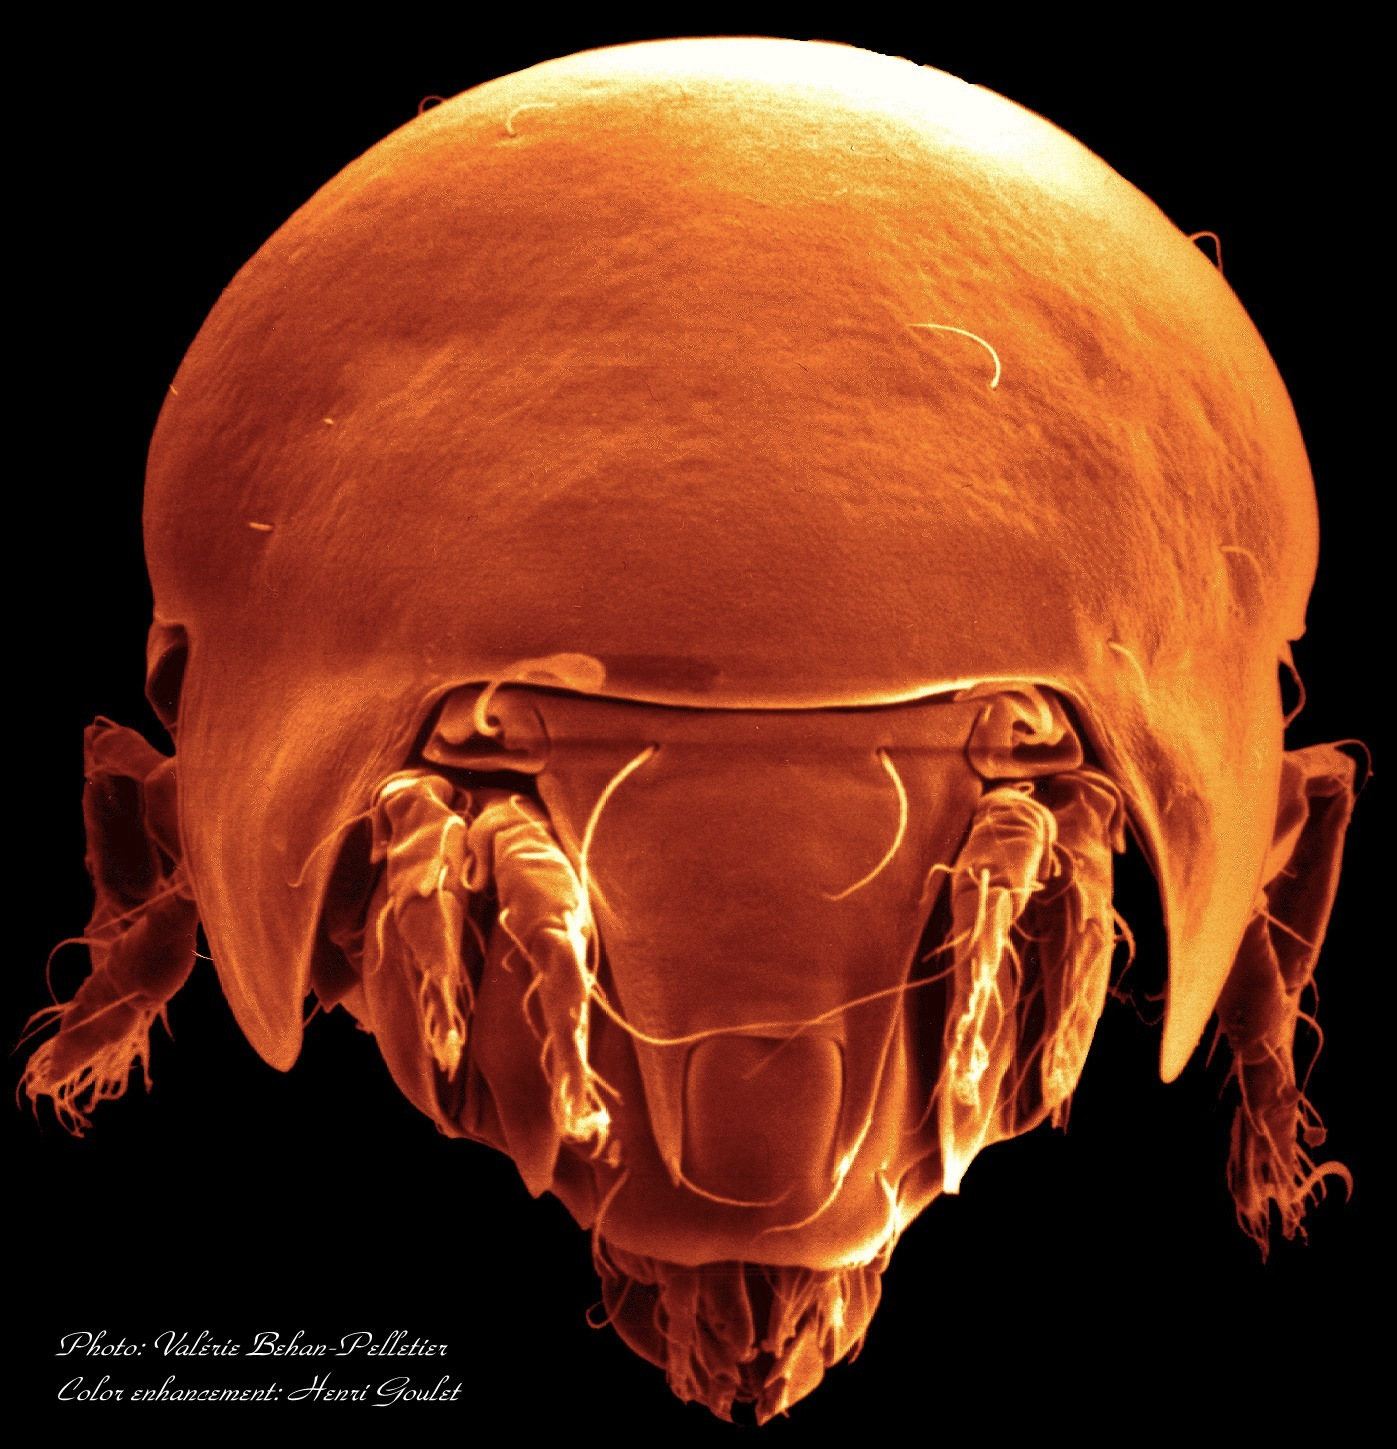 Photo: Valérie Behan-Pelletier
Color enhancement: Henri Goulet